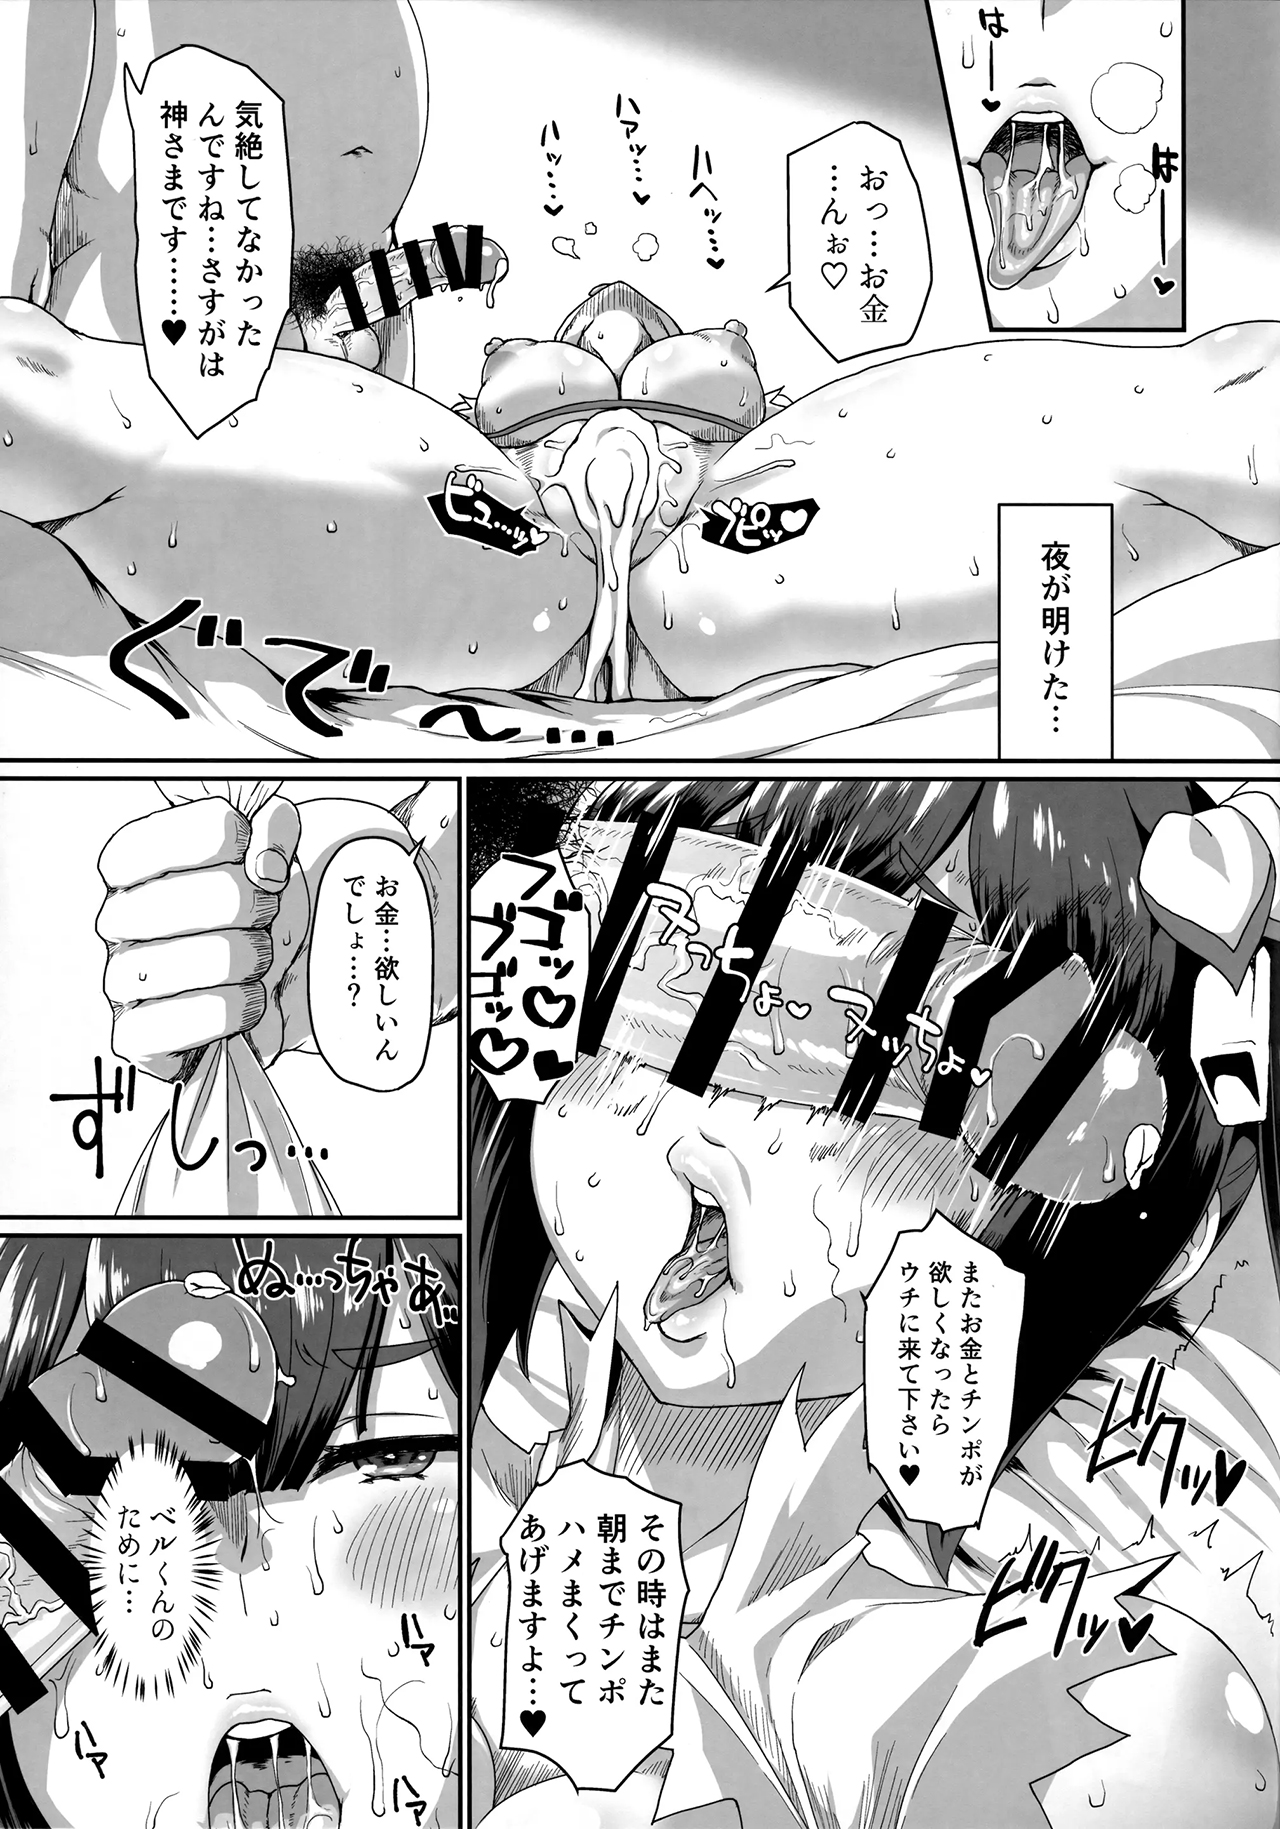 はーー♥
はーー♥
おっ…お金
…んぉ♡
ハァッ…♥
ハヘッ…♥
…ッ…♥
気絶してなかった
んですね…さすがは
神さまです……♥
ビュ…ッ♥
ブピッ♥
夜が明けた…
ぐで〜…
お金…欲しいん
でしょ…？
ずしっ…
ブゴッ♥
ブゴッ♥
ヌっちょ♥
ヌッちょ♥
またお金とチンポが
欲しくなったら
ウチに来て下さい♥
その時はまた
朝までチンポ
ハメまくって
あげますよ…♥
ビクッ♥
ビクッ♥
ぬ…っちゃあ…
ベルくんの
ために…
ハァ
ハァ